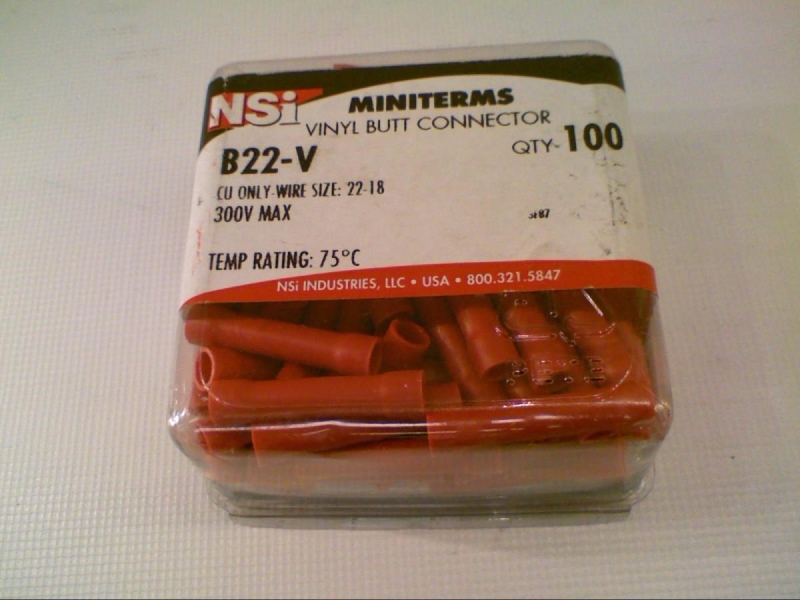 NSi
MINITERMS
VINYL BUTT CONNECTOR
QTY- 100
B22-V
CU ONLY-WIRE SIZE: 22-18
300V MAX
TEMP RATING: 75°C
NSi INDUSTRIES, LLC • USA • 800.321.5847